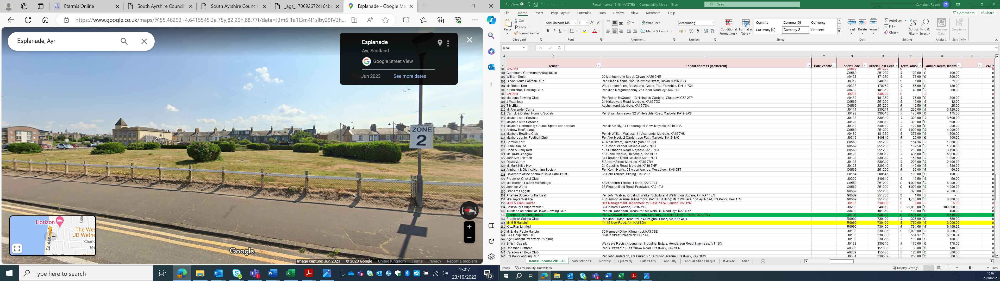 Etarmis Online
South Ayrshire Council
South Ayrshire Council
_ags_170692672c164b
Esplanade - Google Ma
https://www.google.co.uk/maps/@55.46293,-4.6415545,3a,75y,82.29h,88.77t/data=!3m6!1e1!3m4!1slby29fV3h...
Esplanade, Ayr
Esplanade
Ayr, Scotland
Google Street View
Jun 2023 See more dates
ZONE
2
Horizon
The Wes
JD Wethe
Charlo
Esplan
Google
Image capture: Jun 2023 © 2023 Google United Kingdom Terms Privacy Report a problem
Type here to search
15:07
23/10/2023
13
AutoSave Off Rental Income 15-16 (MASTER) - Compatibility Mode - Excel Search Campbell, Robert CR
File Home Insert Page Layout Formulas Data Review View Automate Help Comments Share
Paste Cut Copy Format Painter Clipboard
Arial Unicode MS 11 Font
Wrap Text Merge & Centre Alignment
Accounting Number
Conditional Formatting Format as Table
Comma Comma [0] Currency
Currency [0] Currency 2 Per cent
Styles
Insert Delete Format Cells
AutoSum Fill Clear Sort & Filter Find & Select Editing
Analyse Data Analysis
Sensitivity Sensitivity
R241
K L M N O P Q R
1 Tenant Tenant address (if different) Date Vacate Short Code Oracle Cost Cent Term Amou Annual Rental incom VAT p
200 VACANT G0569 251200 £ - £ -
201 Glendoune Community Association G0569 251200 £ 100.00 £ 100.00
202 William Smith 20 Montgomerie Street, Girvan, KA26 9HE A0428 171070 £ 75.00 £ 300.00
203 Girvan Youth Football Club Per Aileen Rennie, 161 Dalrymple Street, Girvan, KA26 9BG J0319 340810 £ 1.00 £ 1.00
204 Mr Robert Kerr West Linton Farm, Balkholme, Goole, East Yorkshire, DN14 7XH A0383 170060 £ 65.00 £ 130.00
205 Kirkmichael Bowling Club Per Miss Margaret Kenny, 25 Cedar Road, Ayr, KA7 3PF A0480 181360 £ 40.00 £ 80.00
206 VACANT J0203 340220 £ - £ -
207 Maidens Bowling Club Per Robert McQueen, 13 Hillington Gardens, Glasgow, G52 2TP A0480 181360 £ 75.00 £ 300.00
208 J McLintock 21 Kirkoswald Road, Maybole, KA19 7DX G0569 251200 £ 12.00 £ 12.00
209 T McBlain Auchenwynd, Maybole, KA19 7SA G0569 251200 £ 12.50 £ 25.00
210 Mr Alexander Currie J0114 330211 £ 260.00 £ 3,120.00
211 Carrick & District Homing Society Per Bryan Jamieson, 32 Whitefaulds Road, Maybole, KA19 8AS J0128 330310 £ 175.00 £ 175.00
212 Maybole Auto Services J0128 330310 £ 300.00 £ 3,600.00
213 Maybole Auto Services J0128 330310 £ 300.00 £ 600.00
214 Maybole Community Council Sports Association Per Mr A Kelly, 31 Crossraguel View, Maybole, KA19 8BA J0319 340810 £ 100.00 £ 200.00
215 Andrew MacFarlane G0569 251200 £ 4,000.00 £ 4,000.00
216 Maybole Bowling Club Per Mr William Wallace, 11 Vicarlands, Maybole, KA19 7HU A0480 181360 £ 375.00 £ 1,500.00
217 Maybole Junior Football Club Per Alex Meek, 2 Gardenrose Path, Maybole, KA19 8AG J0319 340810 £ 25.00 £ 100.00
218 Samuel Kerr 40 Main Street, Dalmellington KA6 7QL G0569 251200 £ 154.16 £ 1,850.00
219 Stericlean Ltd 16 School Vennel, Maybole KA19 7DQ G0569 251200 £ 162.50 £ 1,950.00
220 Sean & Libby Kerr 1 St Cuthberts Road, Maybole KA19 7HA G0569 251200 £ 260.00 £ 3,120.00
221 Mr David Glasgow 13 Glebe Avenue, Dalrymple, KA6 6DR J0128 330310 £ 435.00 £ 5,220.00
222 John McCutcheon 34 Ladyland Road, Maybole KA19 7DH J0128 330310 £ 150.00 £ 1,800.00
223 David Murray 5 Society Street, Maybole, KA19 7BH J0128 330310 £ 200.00 £ 2,400.00
224 Mr Mark Kiltie Hay 21 Cassillis Road, Maybole, KA19 7HF J0128 330310 £ 140.00 £ 1,680.00
225 Annbank & District Homing Society Per Kevin Harris, 58 Arcon Avenue, Mossblown KA6 5BT G0569 251200 £ 60.00 £ 60.00
226 Governors of the Aberlour Child Care Trust 36 Park Terrace, Stirling, FK8 2JR G0164 280545 £ 100.00 £ 100.00
227 Prestwick Cricket Club J0290 340610 £ 12.50 £ 50.00
228 Ms Therese Louise McMonagle 4 Crossburn Terrace, Loans, KA10 7HB G0569 251200 £ 1,000.00 £ 4,000.00
229 Jennifer Wong 28 Pleasantfield Road, Prestwick, KA9 1TU G0569 251200 £ 1,000.00 £ 4,000.00
230 Graham Leggatt G0569 251200 £ 375.00 £ 4,500.00
231 Ayrshire Society for the Deaf Per John Walker, Kilpatrick Walker Solicitors, 4 Wellington Square, Ayr, KA7 1EN G0569 251200 £ 1.00 £ -
232 Mrs Joyce Wallace 45 Samson Avenue, Kilmarnock, KA1 3EB/Billing: Mr D Wallace, 154 Ayr Road, Prestwick, KA9 1TS G0569 251200 £ 1,700.00 £ 6,800.00
233 Mills & Allen Limited Site Management Department, 27 Sale Place, London, W2 1YR J0133 330335 £ 5.00 £ 5.00
234 Sainsbury's Supermarket 33 Holborn, London, EC1N 2HT J0290 340610 £ 25,000.00 £ 100,000.00
235 Trustees on behalf of Howie Bowling Club Per Ian Robertson, Treasurer, 50 Whin Hill Road, Ayr, KA7 4RP A0480 181360 £ 100.00 £ 400.00
236 Freeport Scotland Limited Per W Stewart McKay, Company Secretary, 3 Ottoline Drive, Troon, KA10 7AN J0128 330310 £ 9,615.00 £ 9,615.00
237 Prestwick Sailing Club Per Mark Taylor, Treasurer, 14 Craighall Place, Ayr, KA7 4XD R0090 730100 £ 325.00 £ 650.00
238 Mr M B Mancini 11-15 New Road, Ayr, KA8 8DA R0090 730100 £ 750.00 £ 3,000.00
239 Kidz Play Limited R0090 730100 £ 791.66 £ 9,499.92
240 Mr & Mrs Paolo Mancini 66 Kennedy Drive, Kilmarnock KA3 7SZ J0133 330335 £ 2,000.00 £ 8,000.00
241 L&A Hospitality LTD 3 Main Street, Prestwick KA9 1AA J0133 330335 £ 554.17 £ 6,650.04
242 Age Concern Prestwick (65 club) J0139 330355 £ 100.00 £ 100.00
243 British Gas plc Wayleave Registry, Longman Industrial Estate, Henderson Road, Inverness, IV1 1SN J0128 330310 £ 175.00 £ 175.00
244 Christian Brethren Per D Stewart, 105 St Quivox Road, Prestwick, KA9 2ER A0383 151000 £ 35.00 £ 140.00
245 Caledonian Boys Club A0209 155180 £ 125.00 £ 500.00
246 Prestwick Angling Club Per John Anderson, Treasurer, 27 Ferguson Avenue, Prestwick, KA9 1BW J0364 310539 £ 250.00 £ 500.00
Rental Income 2015-16 Sub Stations Monthly Quarterly Half Yearly Annually Annual Misc Cheque If Asked Misc
Ready Accessibility: Unavailable Display Settings 80%
15:07
23/10/2023